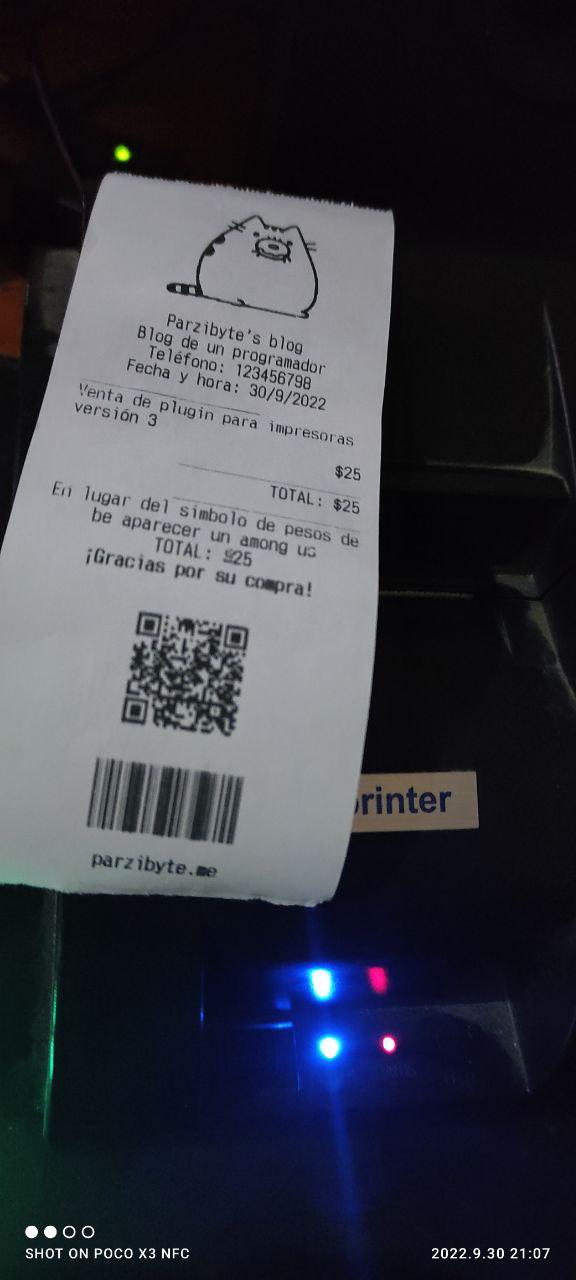 Parzibyte's blog
Blog de un programador
Teléfono: 123456798
Fecha y hora: 30/9/2022
Venta de plugin para impresoras
versión 3
$25
TOTAL: $25
En lugar del símbolo de pesos de
be aparecer un among us
TOTAL: 25
¡Gracias por su compra!
parzibyte.me
printer
SHOT ON POCO X3 NFC
2022.9.30 21:07